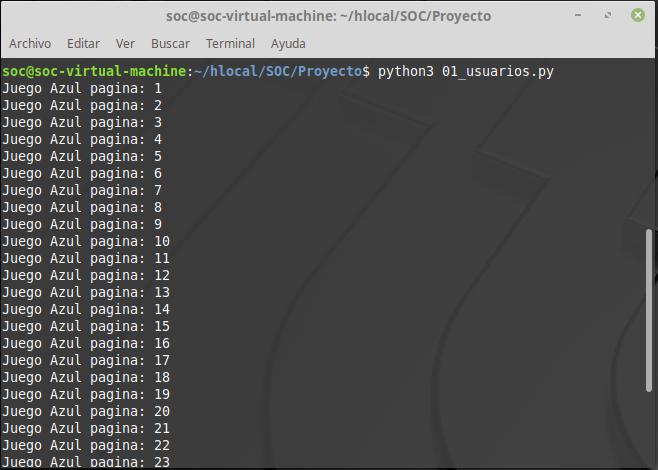 soc@soc-virtual-machine: ~/hlocal/SOC/Proyecto
Archivo Editar Ver Buscar Terminal Ayuda
soc@soc-virtual-machine:~/hlocal/SOC/Proyecto$ python3 01_usuarios.py
Juego Azul pagina: 1
Juego Azul pagina: 2
Juego Azul pagina: 3
Juego Azul pagina: 4
Juego Azul pagina: 5
Juego Azul pagina: 6
Juego Azul pagina: 7
Juego Azul pagina: 8
Juego Azul pagina: 9
Juego Azul pagina: 10
Juego Azul pagina: 11
Juego Azul pagina: 12
Juego Azul pagina: 13
Juego Azul pagina: 14
Juego Azul pagina: 15
Juego Azul pagina: 16
Juego Azul pagina: 17
Juego Azul pagina: 18
Juego Azul pagina: 19
Juego Azul pagina: 20
Juego Azul pagina: 21
Juego Azul pagina: 22
Juego Azul pagina: 23